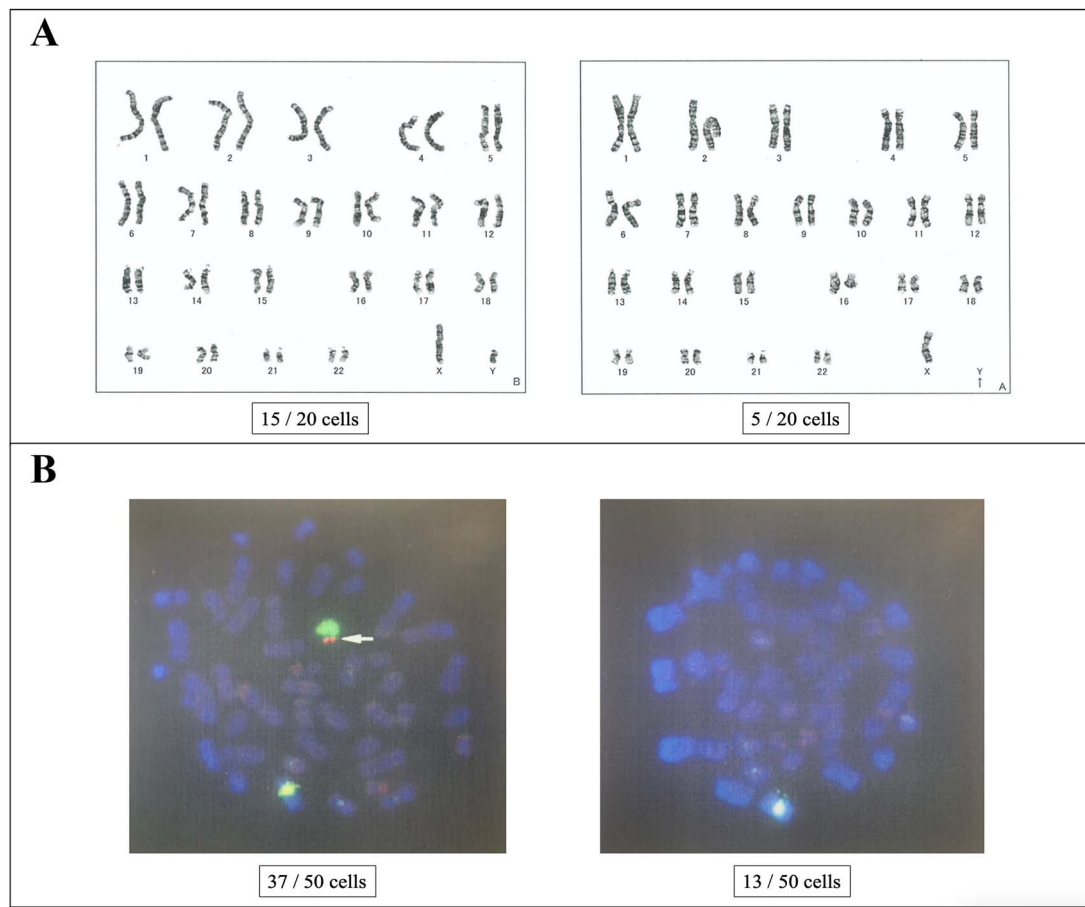 A
1 2 3 4 5
6 7 8 9 10 11 12
13 14 15 16 17 18
19 20 21 22 X Y
B
15 / 20 cells
1 2 3 4 5
6 7 8 9 10 11 12
13 14 15 16 17 18
19 20 21 22 X Y
↑
A
5 / 20 cells
B
37 / 50 cells
13 / 50 cells